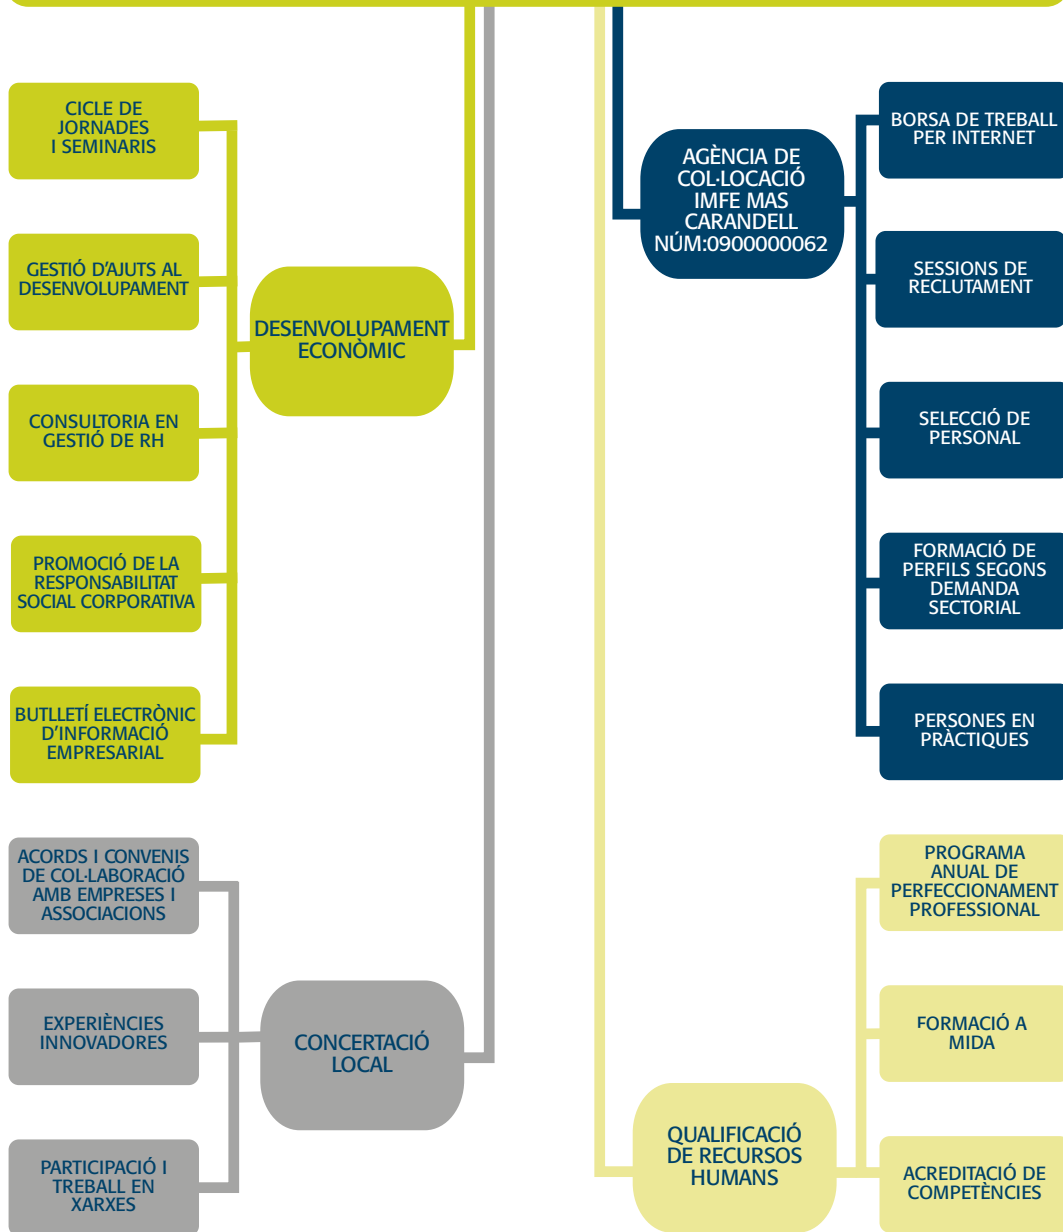 CICLE DE
JORNADES
I SEMINARIS
GESTIÓ D'AJUTS AL
DESENVOLUPAMENT
CONSULTORIA EN
GESTIÓ DE RH
PROMOCIÓ DE LA
RESPONSABILITAT
SOCIAL CORPORATIVA
BUTLLETÍ ELECTRÒNIC
D'INFORMACIÓ
EMPRESARIAL
DESENVOLUPAMENT
ECONÒMIC
ACORDS I CONVENIS
DE COL·LABORACIÓ
AMB EMPRESES I
ASSOCIACIONS
EXPERIÈNCIES
INNOVADORES
PARTICIPACIÓ I
TREBALL EN
XARXES
CONCERTACIÓ
LOCAL
AGÈNCIA DE
COL·LOCACIÓ
IMFE MAS
CARANDELL
NÚM:0900000062
BORSA DE TREBALL
PER INTERNET
SESSIONS DE
RECLUTAMENT
SELECCIÓ DE
PERSONAL
FORMACIÓ DE
PERFILS SEGONS
DEMANDA
SECTORIAL
PERSONES EN
PRÀCTIQUES
QUALIFICACIÓ
DE RECURSOS
HUMANS
PROGRAMA
ANUAL DE
PERFECCIONAMENT
PROFESSIONAL
FORMACIÓ A
MIDA
ACREDITACIÓ DE
COMPETÈNCIES